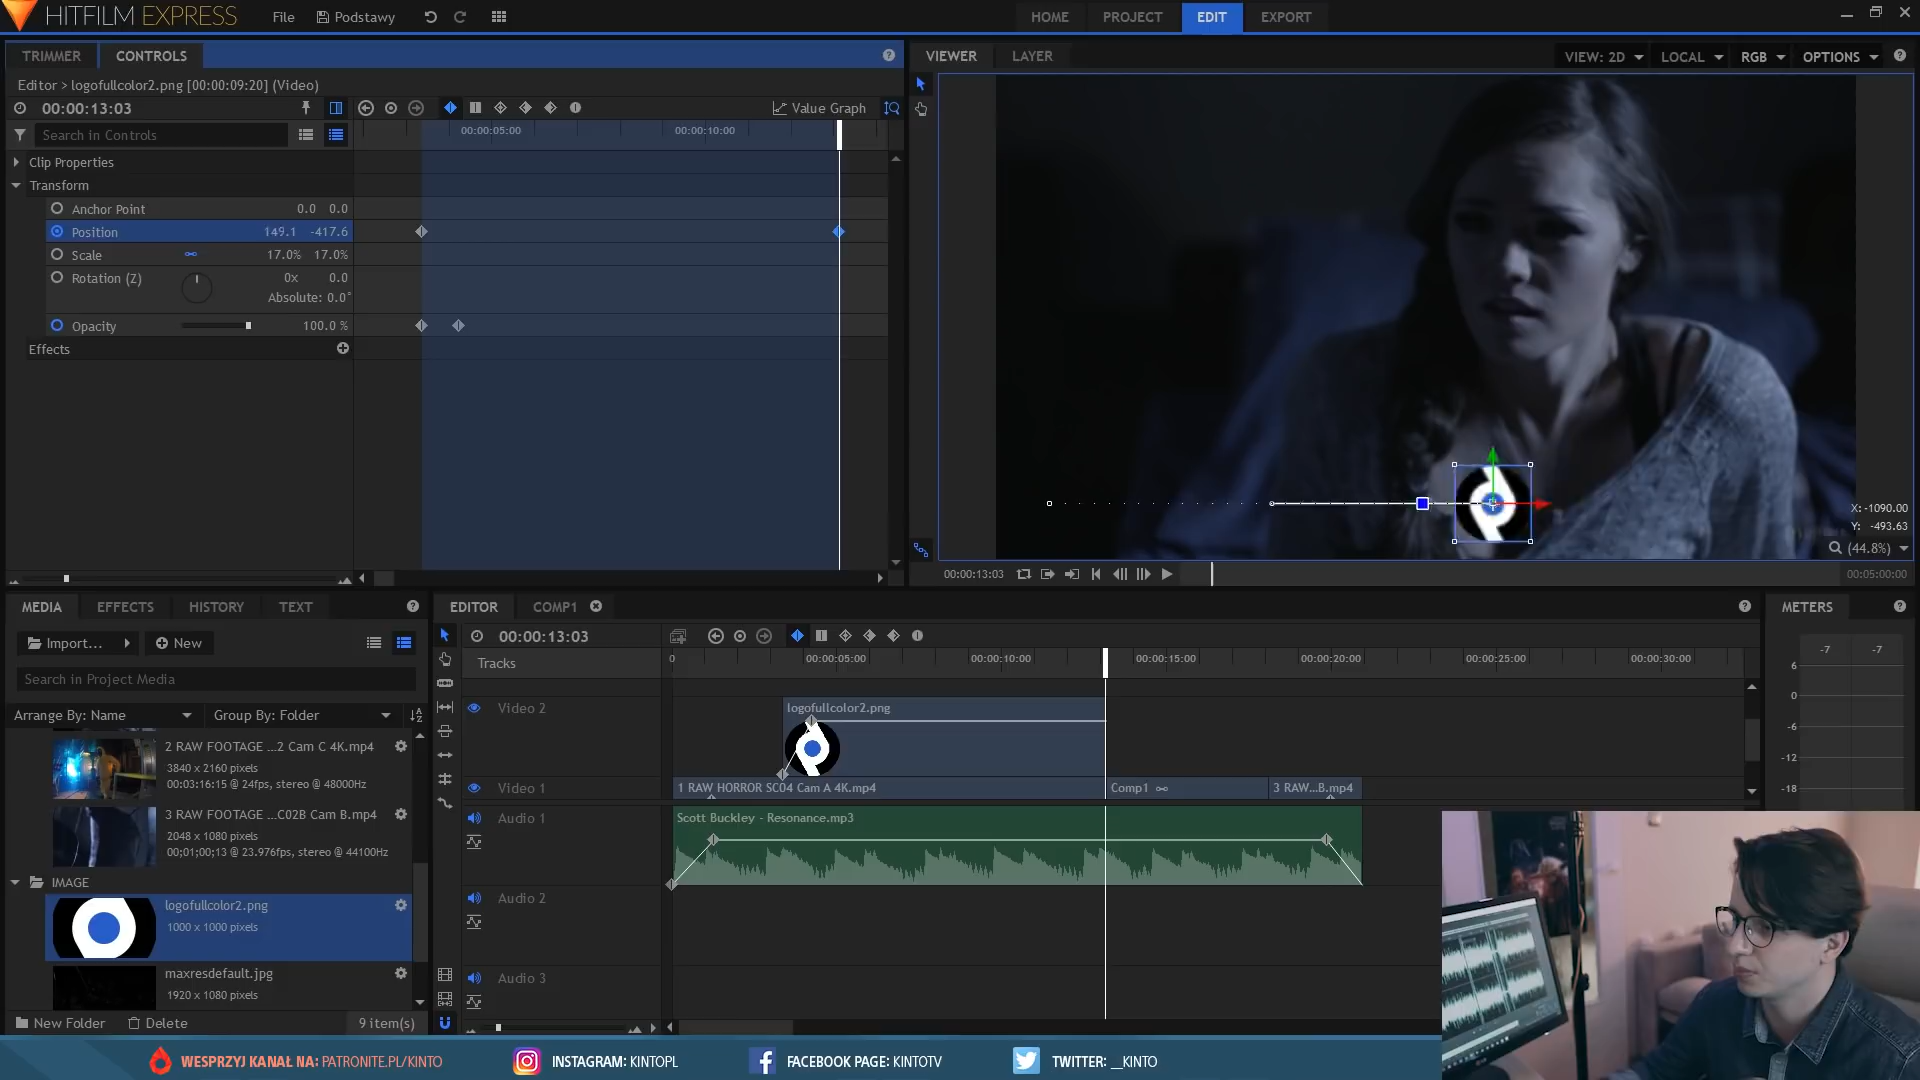 HITFILM EXPRESS
File
Podstawy
HOME
PROJECT
EDIT
EXPORT
TRIMMER
CONTROLS
VIEWER
LAYER
VIEW: 2D
LOCAL
RGB
OPTIONS
Editor > logofullcolor2.png [00:00:09:20] (Video)
00:00:13:03
Value Graph
Search in Controls
00:00:05:00
00:00:10:00
Clip Properties
Transform
Anchor Point 0.0 0.0
Position 149.1 -417.6
Scale 17.0% 17.0%
Rotation (Z) 0x 0.0
Absolute: 0.0°
Opacity 100.0 %
Effects
X: -1090.00
Y: -493.63
(44.8%)
00:00:13:03
00:05:00:00
MEDIA
EFFECTS
HISTORY
TEXT
EDITOR
COMP1
METERS
Import...
New
00:00:13:03
Search in Project Media
Tracks
0
00:00:05:00
00:00:10:00
00:00:15:00
00:00:20:00
00:00:25:00
00:00:30:00
-7 -7
6
0
-6
-12
-18
Arrange By: Name
Group By: Folder
2 RAW FOOTAGE ...2 Cam C 4K.mp4
3840 x 2160 pixels
00:03:16:15 @ 24fps, stereo @ 48000Hz
3 RAW FOOTAGE ...C02B Cam B.mp4
2048 x 1080 pixels
00;01;00;13 @ 23.976fps, stereo @ 44100Hz
IMAGE
logofullcolor2.png
1000 x 1000 pixels
maxresdefault.jpg
1920 x 1080 pixels
New Folder
Delete
9 item(s)
Video 2
logofullcolor2.png
Video 1
1 RAW HORROR SC04 Cam A 4K.mp4
Comp1
3 RAW...B.mp4
Audio 1
Scott Buckley - Resonance.mp3
Audio 2
Audio 3
WESPRZYJ KANAŁ NA: PATRONITE.PL/KINTO
INSTAGRAM: KINTOPL
FACEBOOK PAGE: KINTOTV
TWITTER: __KINTO